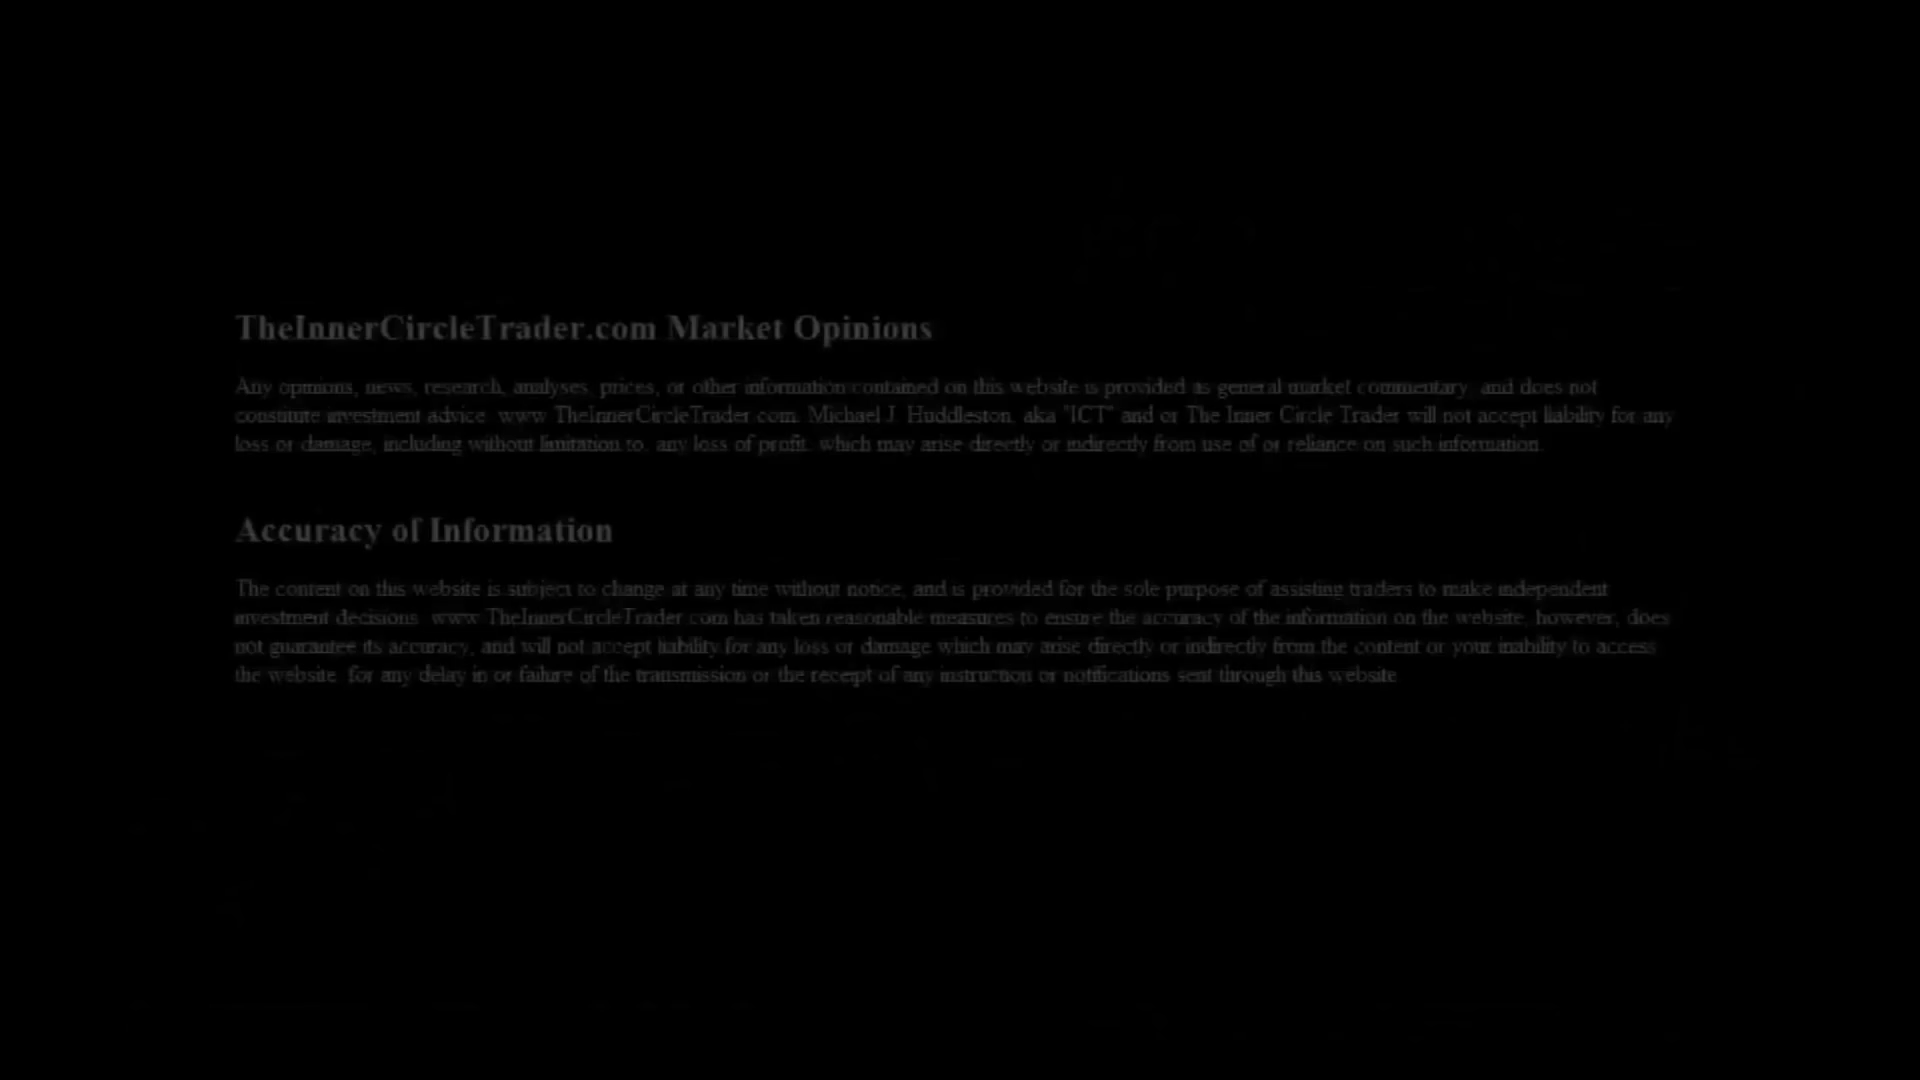 TheInnerCircleTrader.com Market Opinions
Any opinions, news, research, analyses, prices, or other information contained on this website is provided as general market commentary, and does not
constitute investment advice. www.TheInnerCircleTrader.com, Michael J. Huddleston, aka "ICT" and or The Inner Circle Trader will not accept liability for any
loss or damage, including without limitation to, any loss of profit, which may arise directly or indirectly from use of or reliance on such information.
Accuracy of Information
The content on this website is subject to change at any time without notice, and is provided for the sole purpose of assisting traders to make independent
investment decisions. www.TheInnerCircleTrader.com has taken reasonable measures to ensure the accuracy of the information on the website, however, does
not guarantee its accuracy, and will not accept liability for any loss or damage which may arise directly or indirectly from the content or your inability to access
the website, for any delay in or failure of the transmission or the receipt of any instruction or notifications sent through this website.